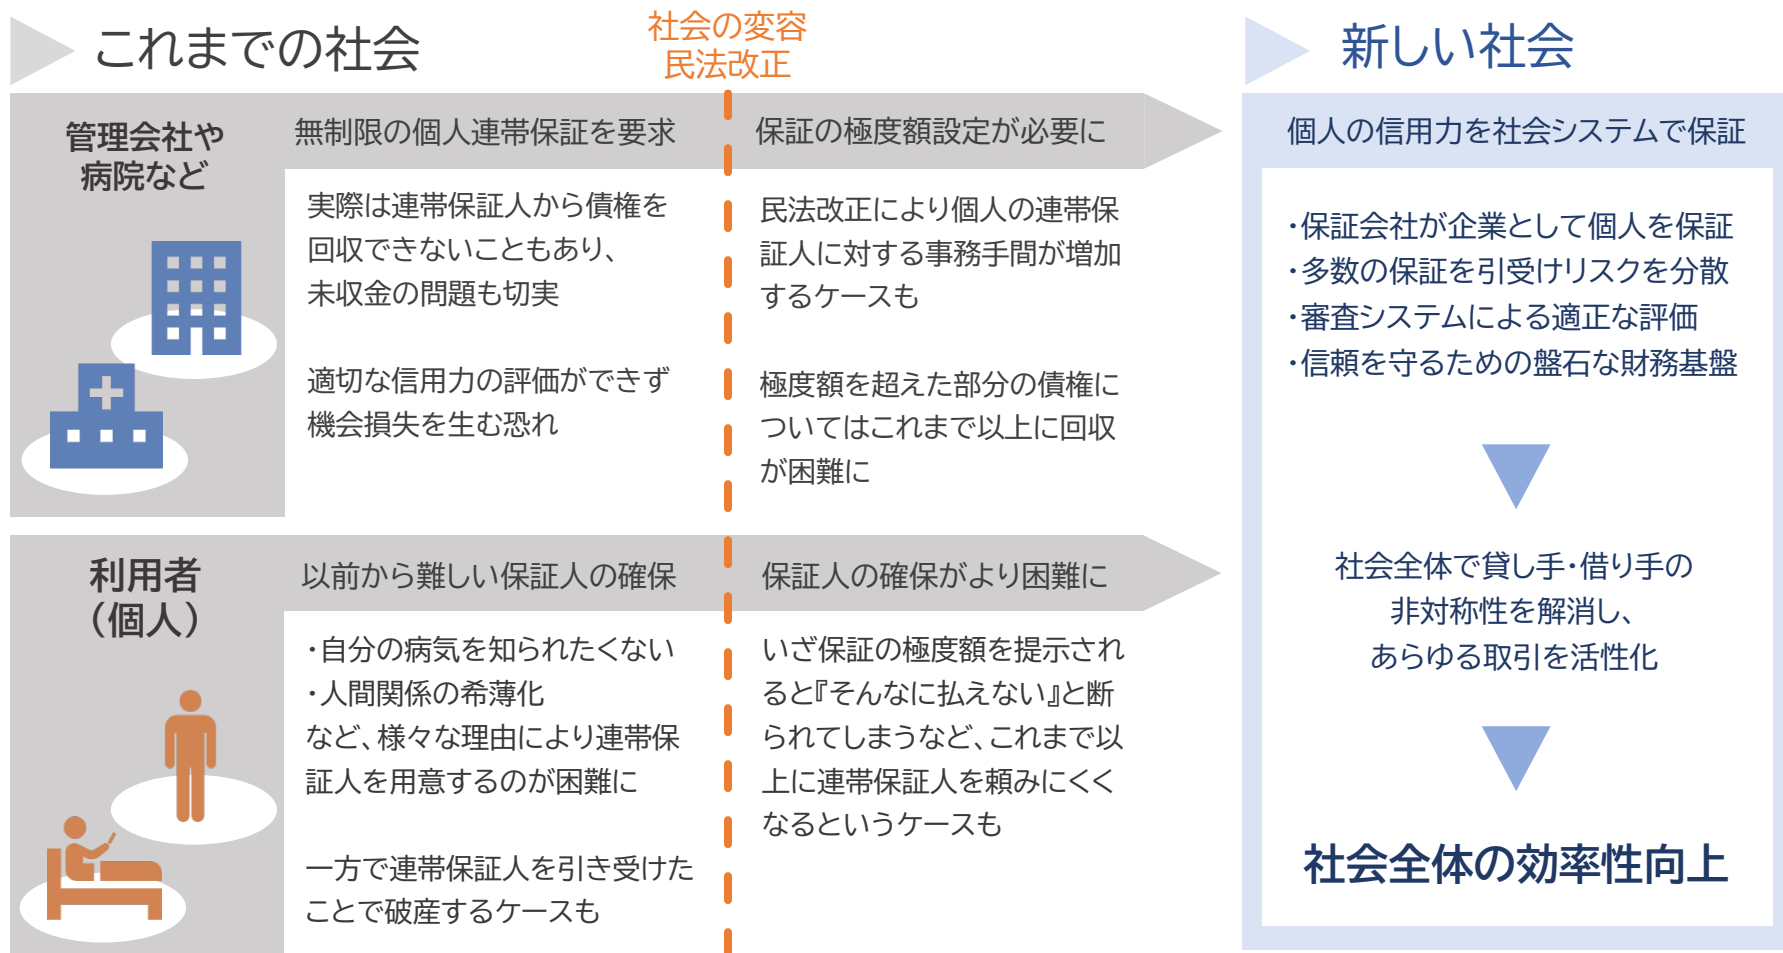 これまでの社会
社会の変容
民法改正
新しい社会
管理会社や
病院など
無制限の個人連帯保証を要求
実際は連帯保証人から債権を
回収できないこともあり、
未収金の問題も切実
適切な信用力の評価ができず
機会損失を生む恐れ
保証の極度額設定が必要に
民法改正により個人の連帯保
証人に対する事務手間が増加
するケースも
極度額を超えた部分の債権に
ついてはこれまで以上に回収
が困難に
利用者
（個人）
以前から難しい保証人の確保
・自分の病気を知られたくない
・人間関係の希薄化
など、様々な理由により連帯保
証人を用意するのが困難に
一方で連帯保証人を引き受けた
ことで破産するケースも
保証人の確保がより困難に
いざ保証の極度額を提示され
ると『そんなに払えない』と断
られてしまうなど、これまで以
上に連帯保証人を頼みにくく
なるというケースも
個人の信用力を社会システムで保証
・保証会社が企業として個人を保証
・多数の保証を引受けリスクを分散
・審査システムによる適正な評価
・信頼を守るための盤石な財務基盤
社会全体で貸し手・借り手の
非対称性を解消し、
あらゆる取引を活性化
社会全体の効率性向上